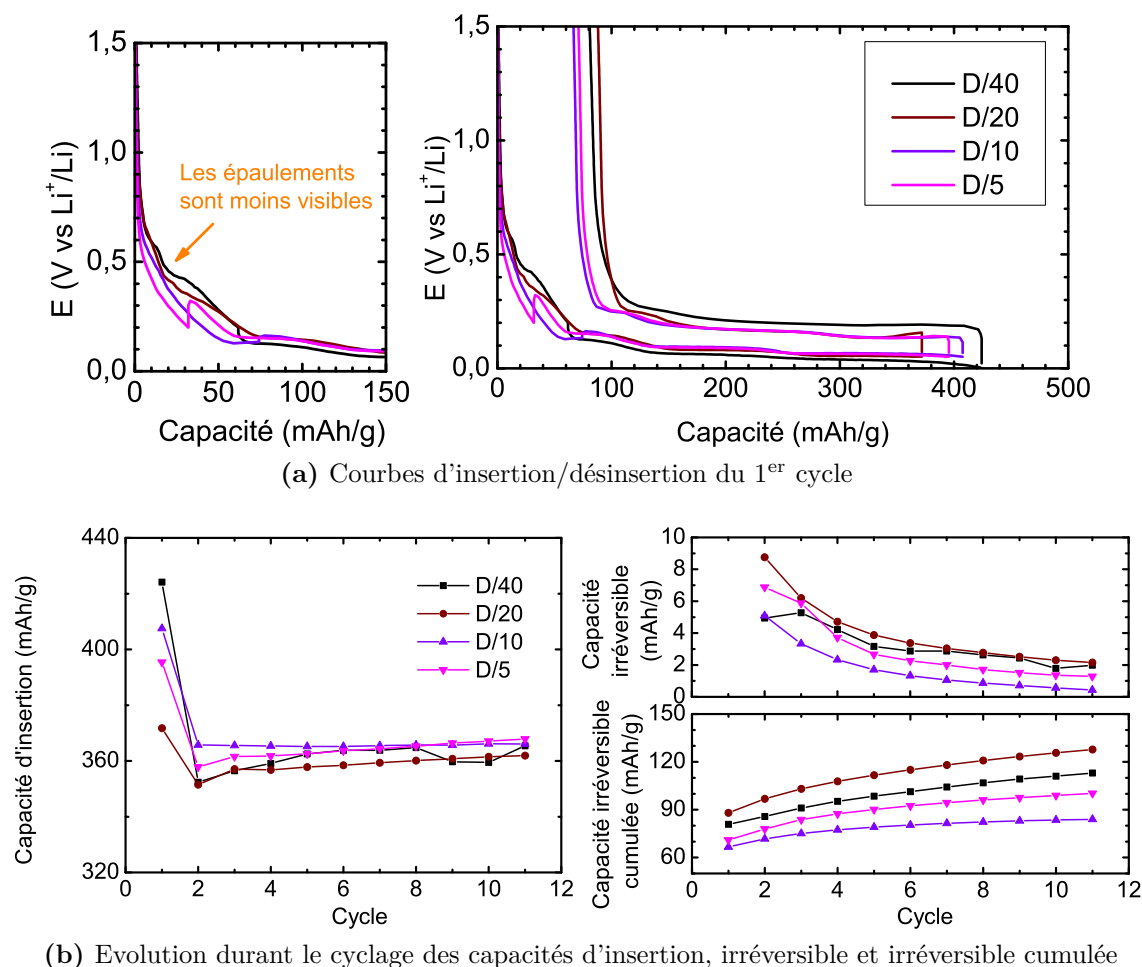 1,5
1,0
0,5
0,0
E (V vs Li⁺/Li)
Les épaulements
sont moins visibles
0
50
100
150
Capacité (mAh/g)
1,5
1,0
0,5
0,0
E (V vs Li⁺/Li)
D/40
D/20
D/10
D/5
0
100
200
300
400
500
Capacité (mAh/g)
(a) Courbes d'insertion/désinsertion du 1er cycle
440
400
360
320
Capacité d'insertion (mAh/g)
D/40
D/20
D/10
D/5
0
2
4
6
8
10
12
Cycle
10
8
6
4
2
0
Capacité
irréversible
(mAh/g)
150
120
90
60
Capacité irréversible
cumulée (mAh/g)
0
2
4
6
8
10
12
Cycle
(b) Evolution durant le cyclage des capacités d'insertion, irréversible et irréversible cumulée